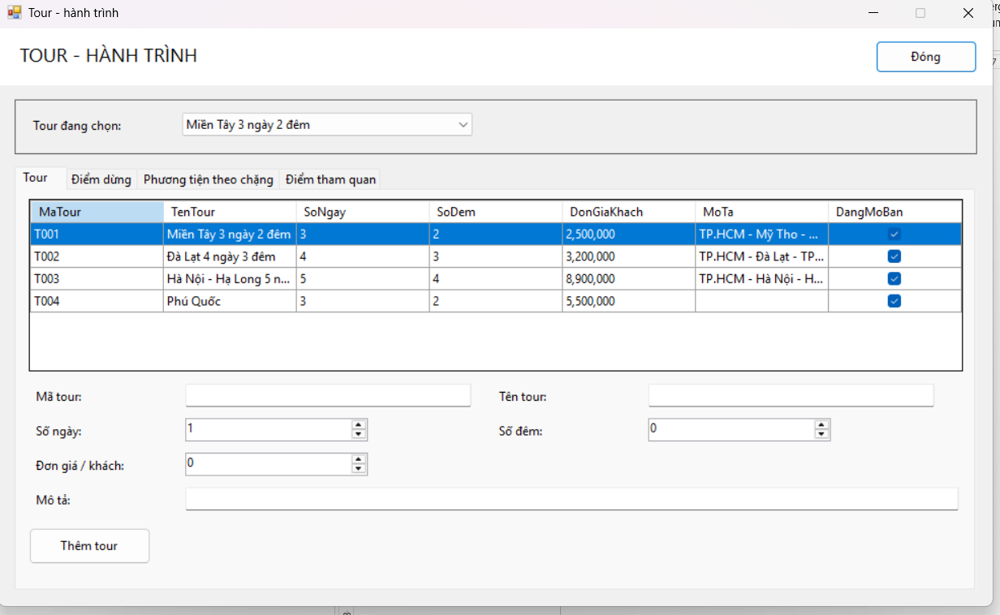 Tour - hành trình
TOUR - HÀNH TRÌNH
Đóng
Tour đang chọn:
Miền Tây 3 ngày 2 đêm
Tour Điểm dừng Phương tiện theo chặng Điểm tham quan
MaTour TenTour SoNgay SoDem DonGiaKhach MoTa DangMoBan
T001 Miền Tây 3 ngày 2 đêm 3 2 2,500,000 TP.HCM - Mỹ Tho - ...
T002 Đà Lạt 4 ngày 3 đêm 4 3 3,200,000 TP.HCM - Đà Lạt - TP...
T003 Hà Nội - Hạ Long 5 n... 5 4 8,900,000 TP.HCM - Hà Nội - H...
T004 Phú Quốc 3 2 5,500,000
Mã tour: Tên tour:
Số ngày: 1 Số đêm: 0
Đơn giá / khách: 0
Mô tả:
Thêm tour